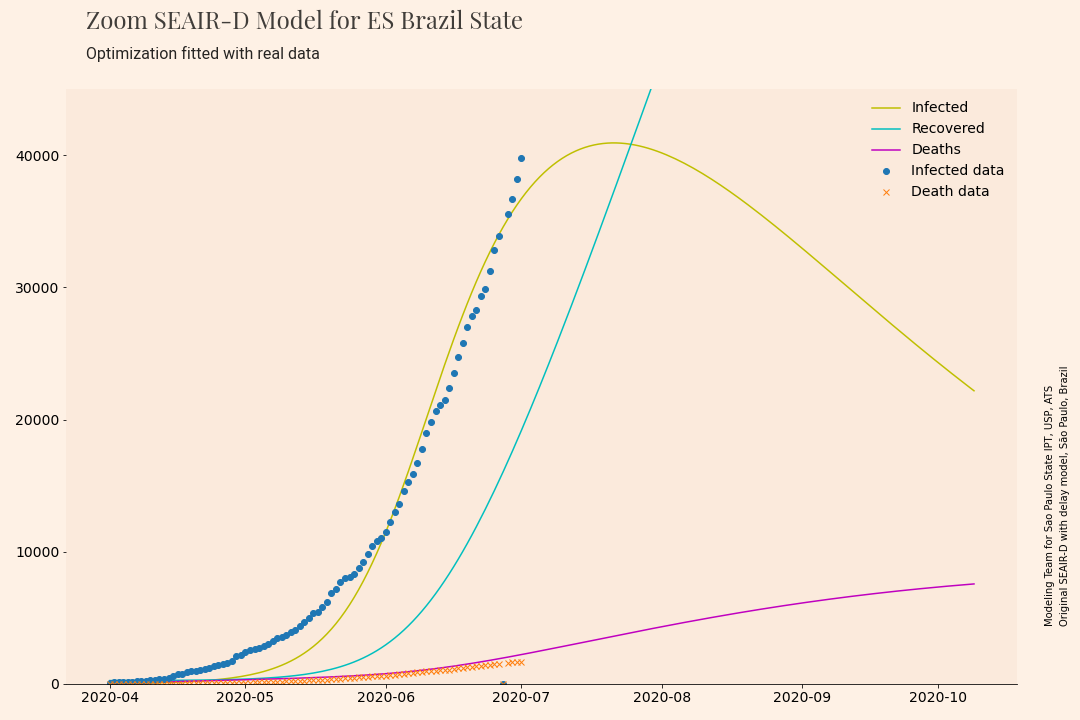 Zoom SEAIR-D Model for ES Brazil State
Optimization fitted with real data
Infected
Recovered
Deaths
Infected data
Death data
40000
30000
20000
10000
0
2020-04
2020-05
2020-06
2020-07
2020-08
2020-09
2020-10
Modeling Team for Sao Paulo State IPT, USP, ATS
Original SEAIR-D with delay model, São Paulo, Brazil